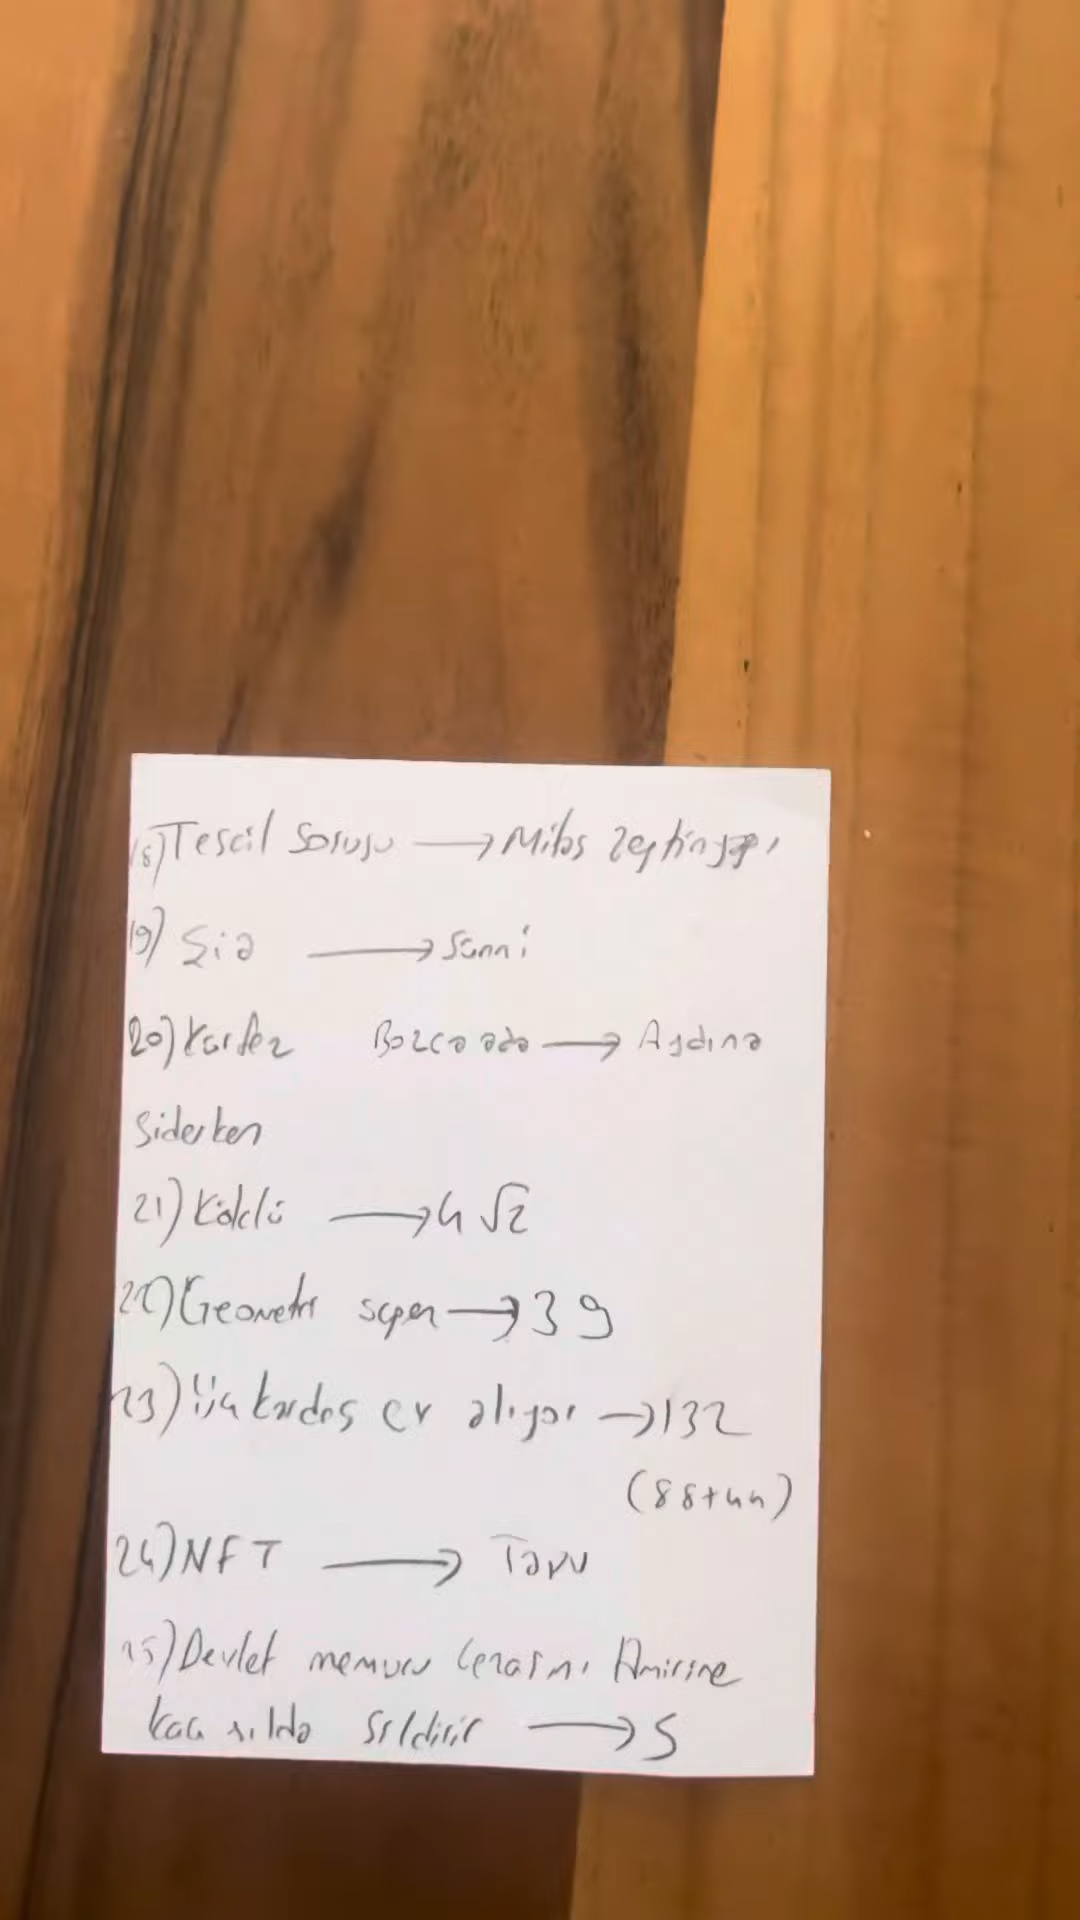 18) Tescil Sorusu → Milas Zeytinyağı
19) Şia → Sünni
20) Körfez Bozcaada → Aydına
Giderken
21) Köklü → 4√2
22) Geometri süper → 39
23) Üç kardeş ev alıyor → 132
(88+44)
24) NFT → Tapu
25) Devlet memuru Cezasını Amirine
kaç yılda Sildirir → 5